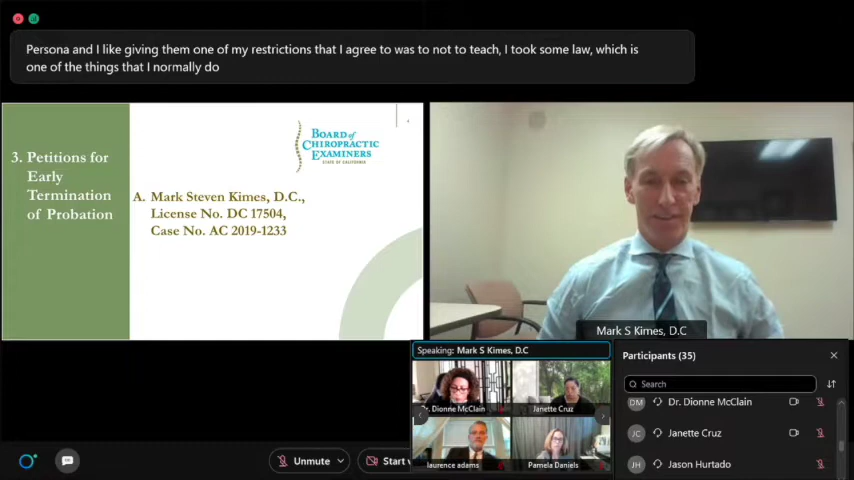 Persona and I like giving them one of my restrictions that I agree to was to not to teach, I took some law, which is
one of the things that I normally do
3. Petitions for
Early
Termination
of Probation
BOARD of
CHIROPRACTIC
EXAMINERS
STATE OF CALIFORNIA
A. Mark Steven Kimes, D.C.,
License No. DC 17504,
Case No. AC 2019-1233
Mark S Kimes, D.C
Speaking: Mark S Kimes, D.C
Dr. Dionne McClain
Janette Cruz
laurence adams
Pamela Daniels
Participants (35)
Search
DM Dr. Dionne McClain
JC Janette Cruz
JH Jason Hurtado
Unmute
Start